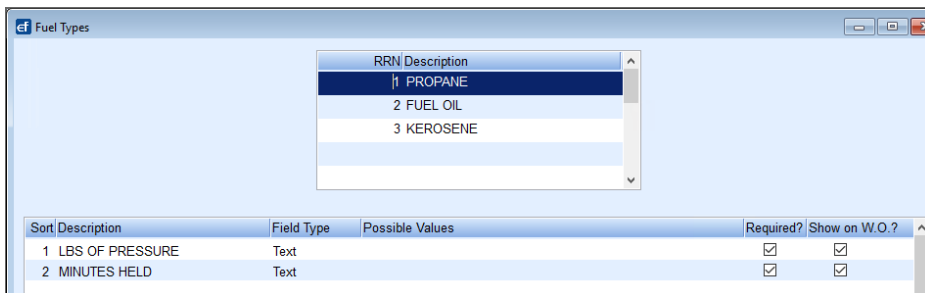 ef Fuel Types
RRN Description
1 PROPANE
2 FUEL OIL
3 KEROSENE
Sort Description Field Type Possible Values Required? Show on W.O.?
1 LBS OF PRESSURE Text
2 MINUTES HELD Text